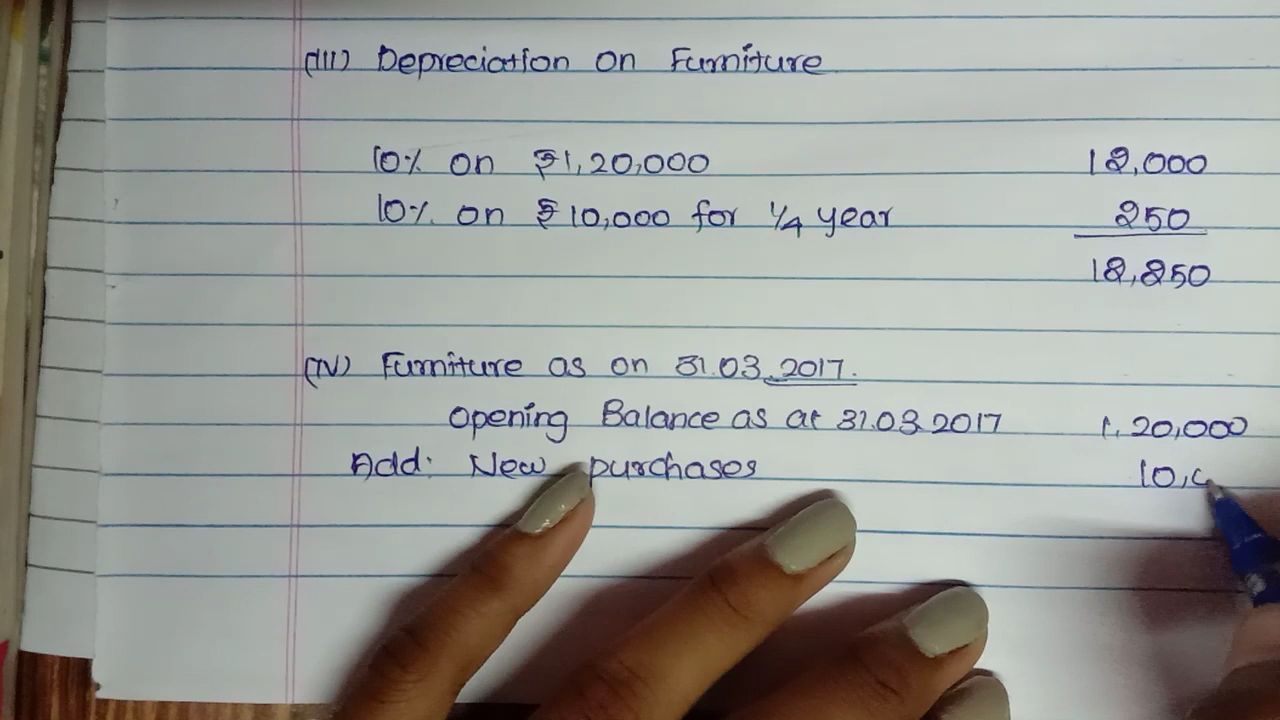 (III) Depreciation on Furniture
10% on ₹1,20,000 12,000
10% on ₹10,000 for 1/4 year 250
12,250
(IV) Furniture as on 31.03.2017.
Opening Balance as at 31.03.2017 1,20,000
Add: New purchases 10,0